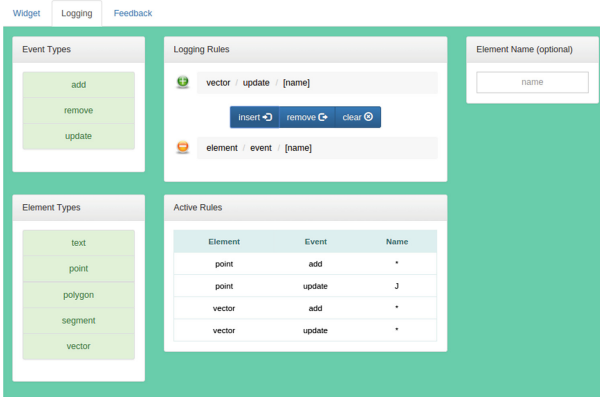 Widget Logging Feedback
Event Types
add
remove
update
Logging Rules
vector / update / [name]
insert remove clear
element / event / [name]
Element Name (optional)
name
Element Types
text
point
polygon
segment
vector
Active Rules
Element Event Name
point add *
point update J
vector add *
vector update *